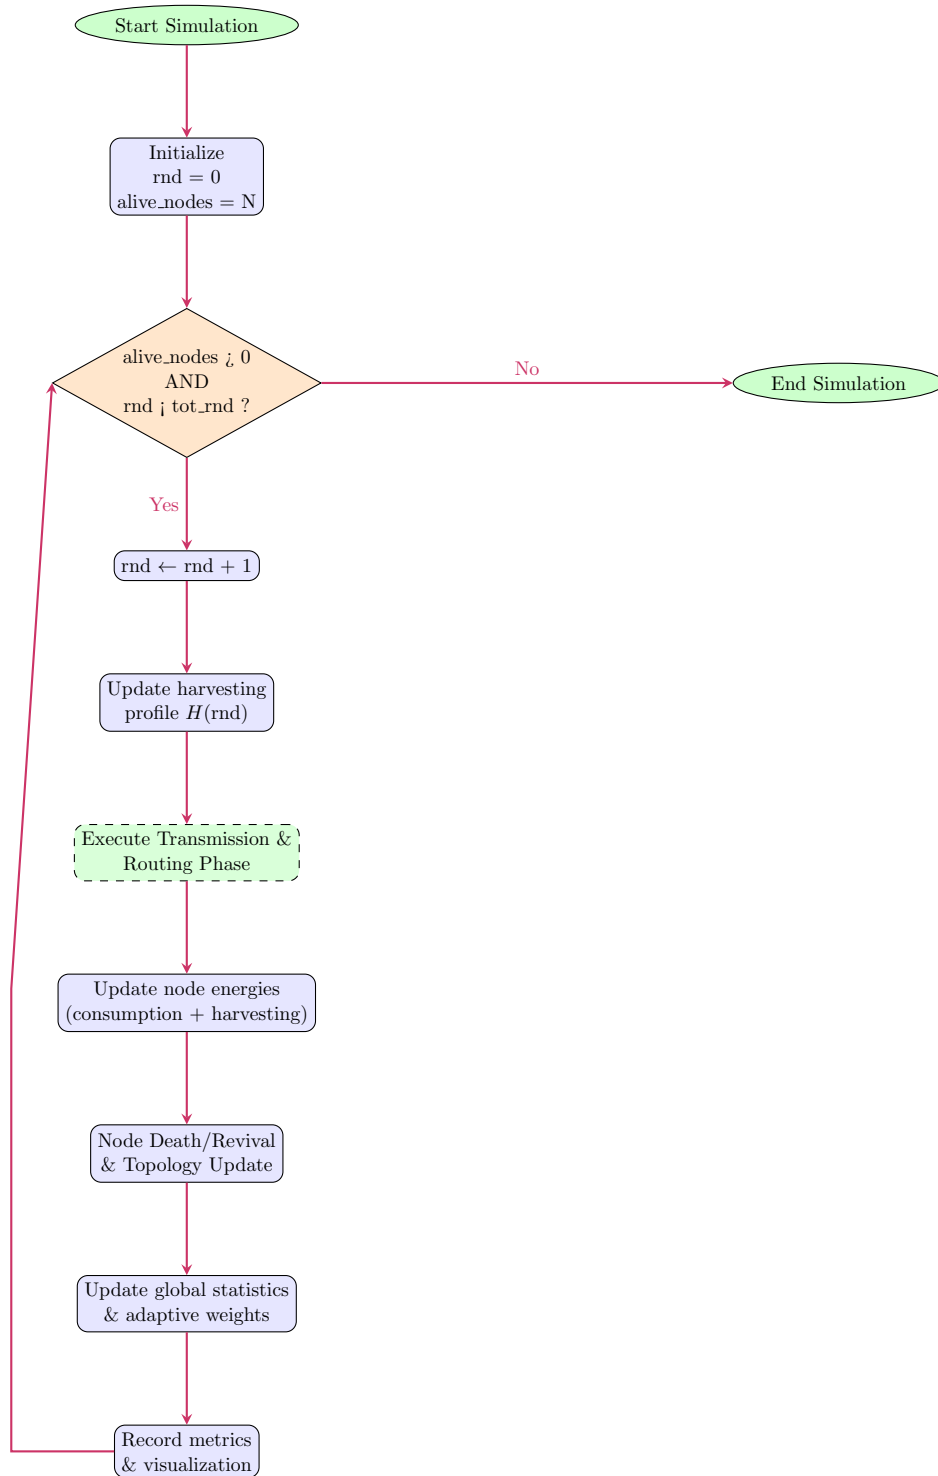 Start Simulation
Initialize
rnd = 0
alive_nodes = N
alive_nodes ¿ 0
AND
rnd ¡ tot_rnd ?
No
End Simulation
Yes
rnd ← rnd + 1
Update harvesting
profile H(rnd)
Execute Transmission &
Routing Phase
Update node energies
(consumption + harvesting)
Node Death/Revival
& Topology Update
Update global statistics
& adaptive weights
Record metrics
& visualization